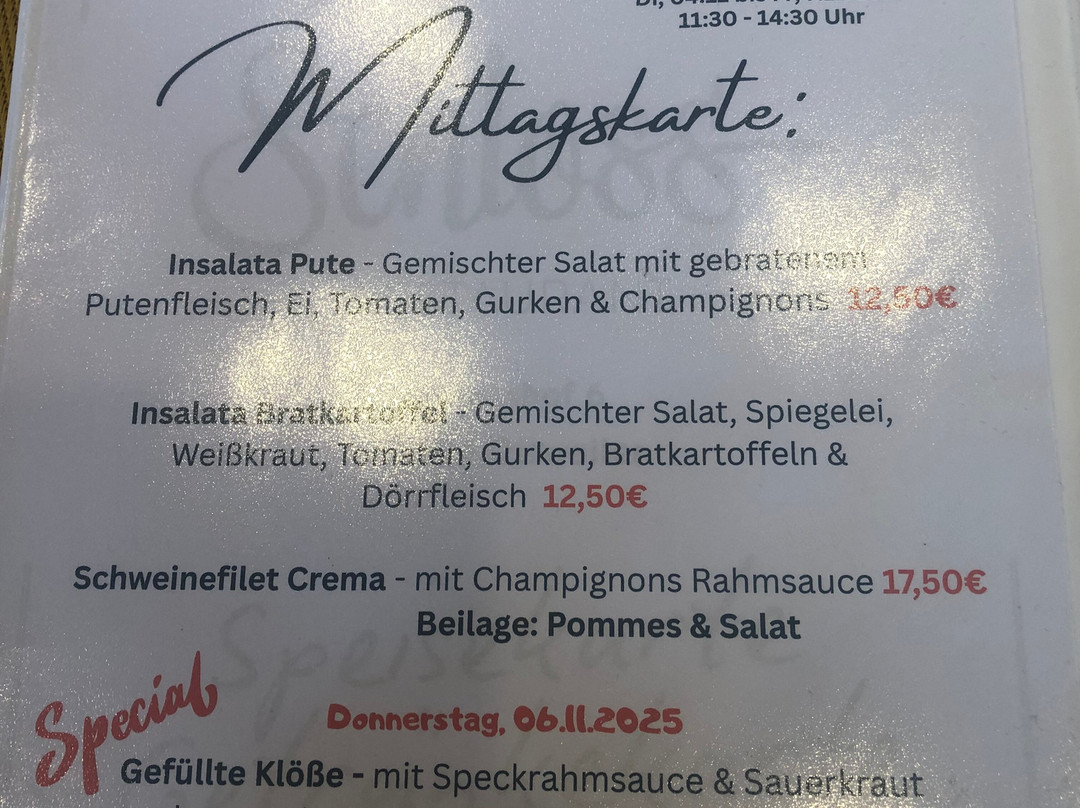 11:30 - 14:30 Uhr
Mittagskarte:
Insalata Pute - Gemischter Salat mit gebratenem
Putenfleisch, Ei, Tomaten, Gurken & Champignons 12,50€
Insalata Bratkartoffel - Gemischter Salat, Spiegelei,
Weißkraut, Tomaten, Gurken, Bratkartoffeln &
Dörrfleisch 12,50€
Schweinefilet Crema - mit Champignons Rahmsauce 17,50€
Beilage: Pommes & Salat
Special
Donnerstag, 06.11.2025
Gefüllte Klöße - mit Speckrahmsauce & Sauerkraut